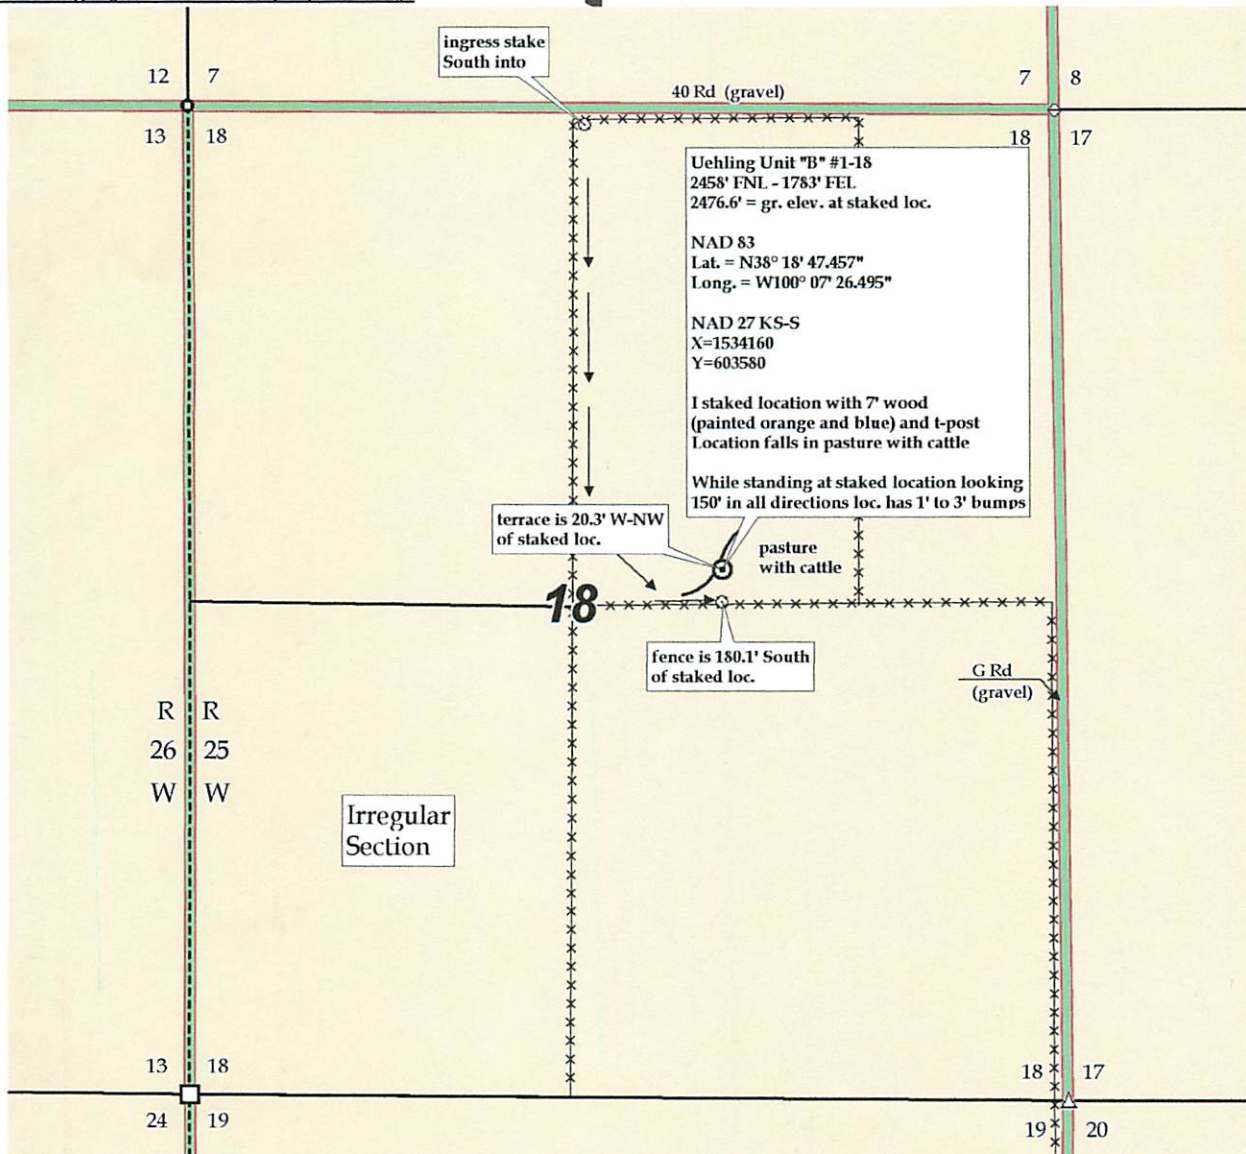 ingress stake
South into
12 7
7 8
40 Rd (gravel)
13 18
18 17
Uehling Unit "B" #1-18
2458' FNL - 1783' FEL
2476.6' = gr. elev. at staked loc.
NAD 83
Lat. = N38° 18' 47.457"
Long. = W100° 07' 26.495"
NAD 27 KS-S
X=1534160
Y=603580
I staked location with 7' wood
(painted orange and blue) and t-post
Location falls in pasture with cattle
While standing at staked location looking
150' in all directions loc. has 1' to 3' bumps
terrace is 20.3' W-NW
of staked loc.
pasture
with cattle
18
fence is 180.1' South
of staked loc.
G Rd
(gravel)
R R
26 25
W W
Irregular
Section
13 18
18 17
24 19
19 20